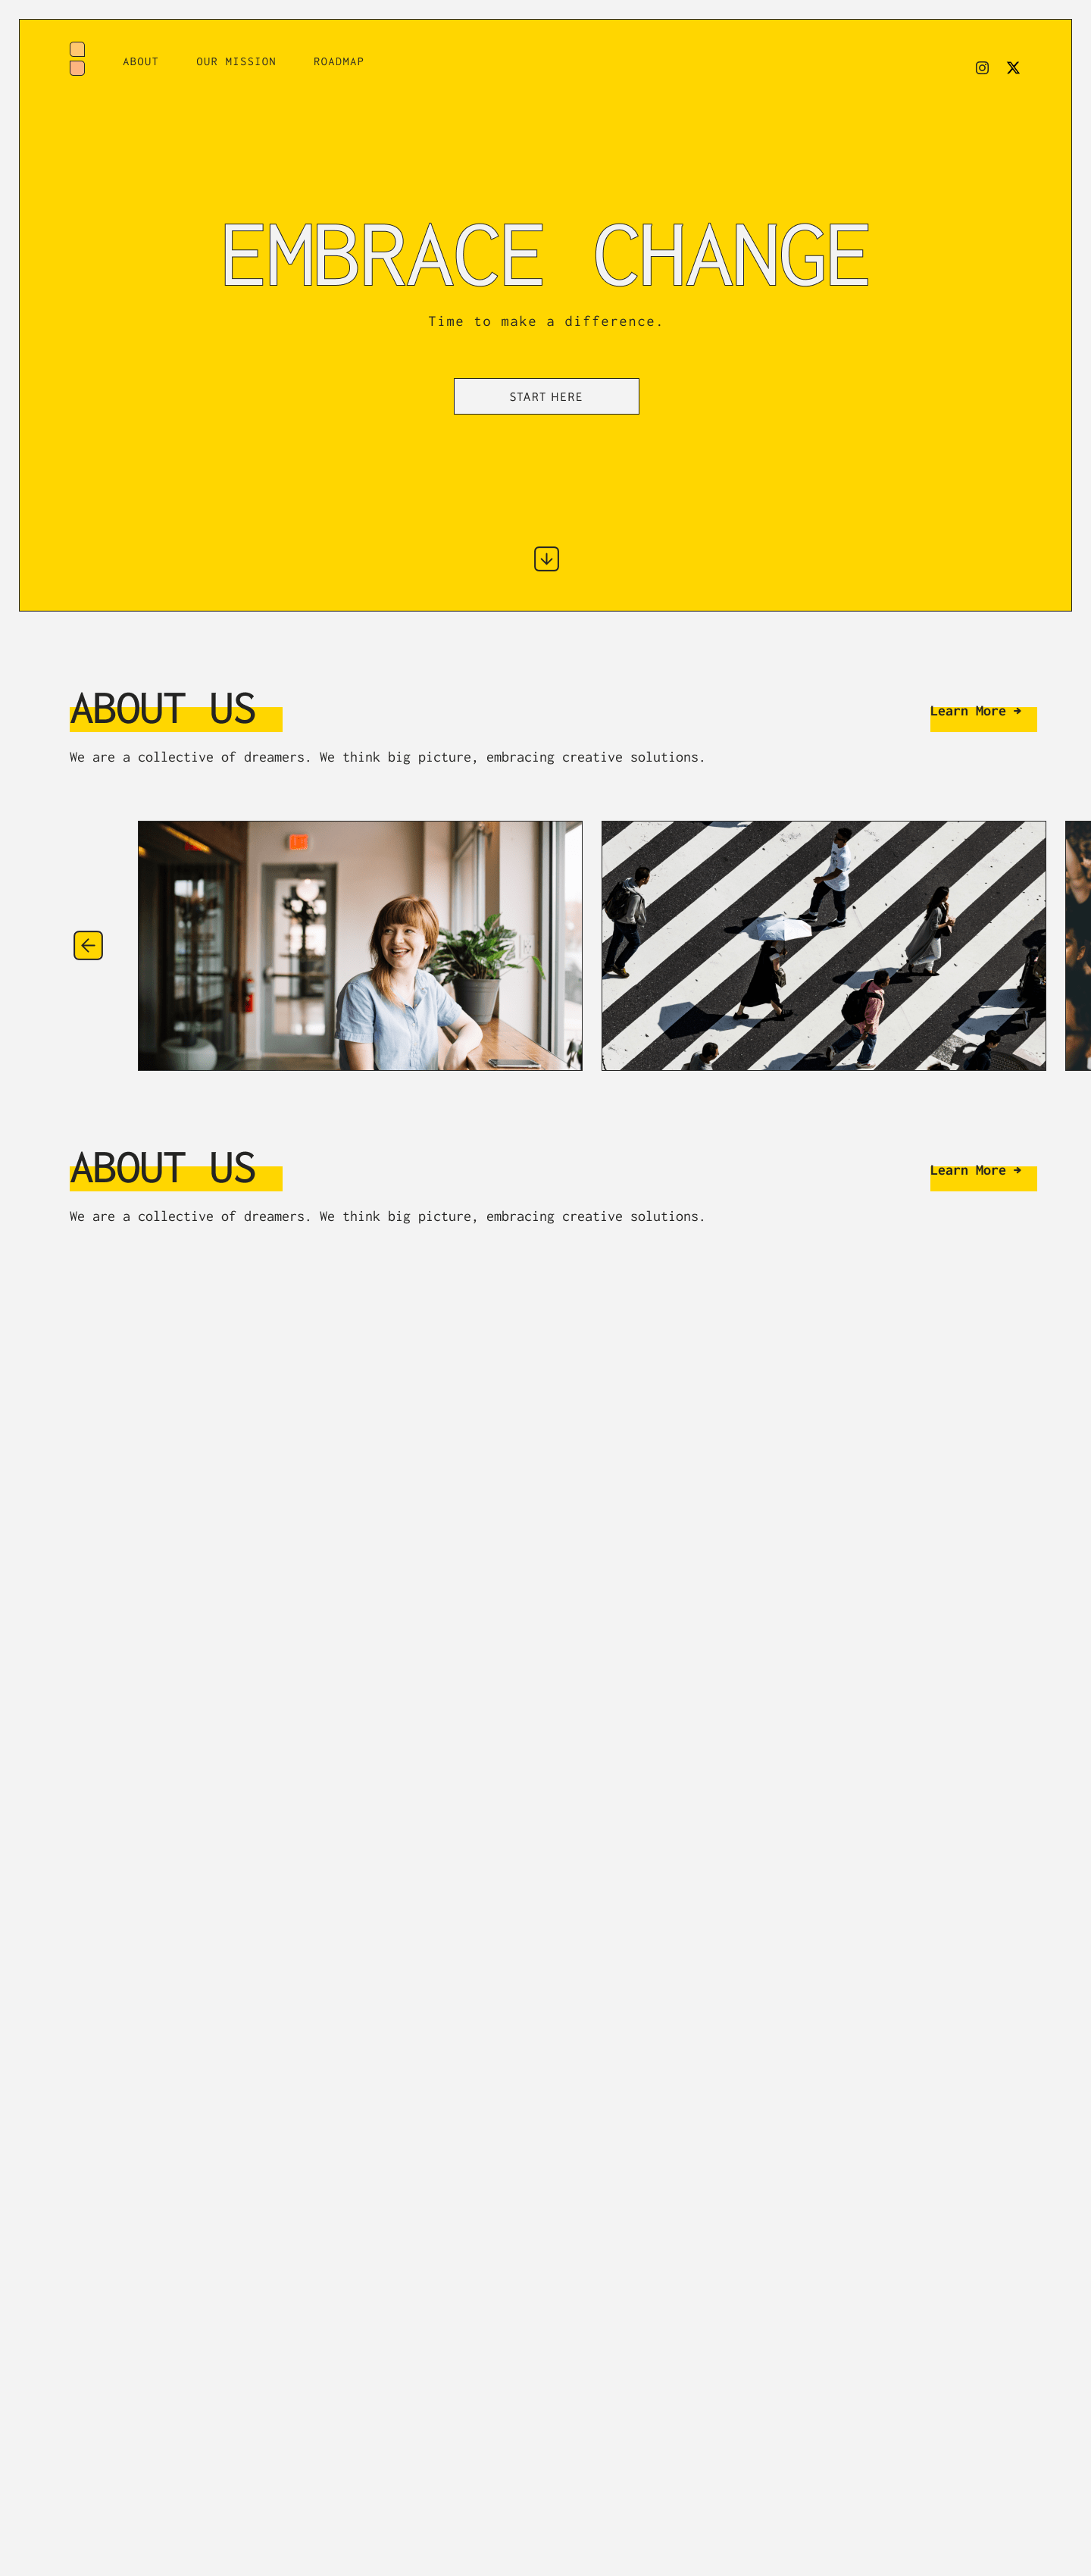 ABOUT OUR MISSION ROADMAP
EMBRACE CHANGE
Time to make a difference.
START HERE
ABOUT US
Learn More →
We are a collective of dreamers. We think big picture, embracing creative solutions.
ABOUT US
Learn More →
We are a collective of dreamers. We think big picture, embracing creative solutions.